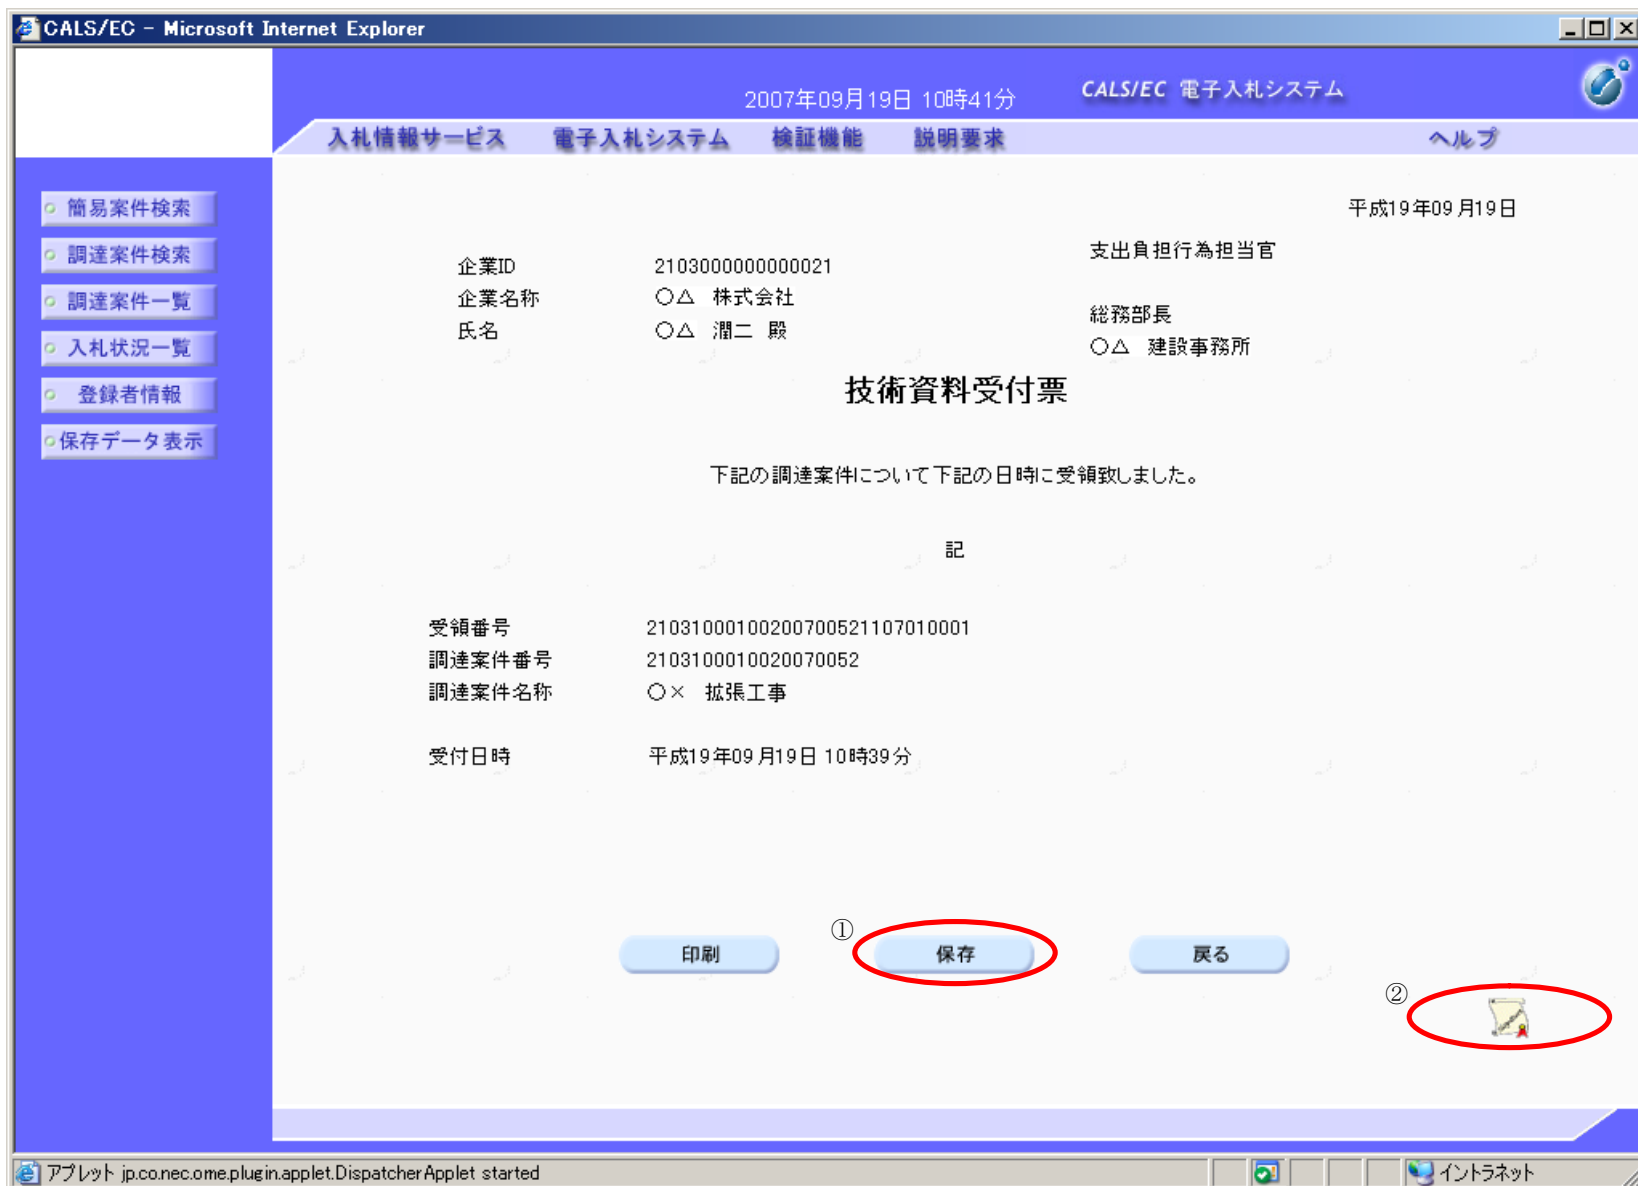 CALS/EC - Microsoft Internet Explorer
2007年09月19日 10時41分
CALS/EC 電子入札システム
入札情報サービス 電子入札システム 検証機能 説明要求 ヘルプ
簡易案件検索
調達案件検索
調達案件一覧
入札状況一覧
登録者情報
保存データ表示
平成19年09月19日
支出負担行為担当官
企業ID 2103000000000021
企業名称 ○△ 株式会社
総務部長
氏名 ○△ 潤二 殿
○△ 建設事務所
技術資料受付票
下記の調達案件について下記の日時に受領致しました。
記
受領番号 21031000100200700521107010001
調達案件番号 2103100010020070052
調達案件名称 ○× 拡張工事
受付日時 平成19年09月19日 10時39分
①
印刷 保存 戻る
②
アプレット jp.co.nec.ome.plugin.applet.DispatcherApplet started
イントラネット